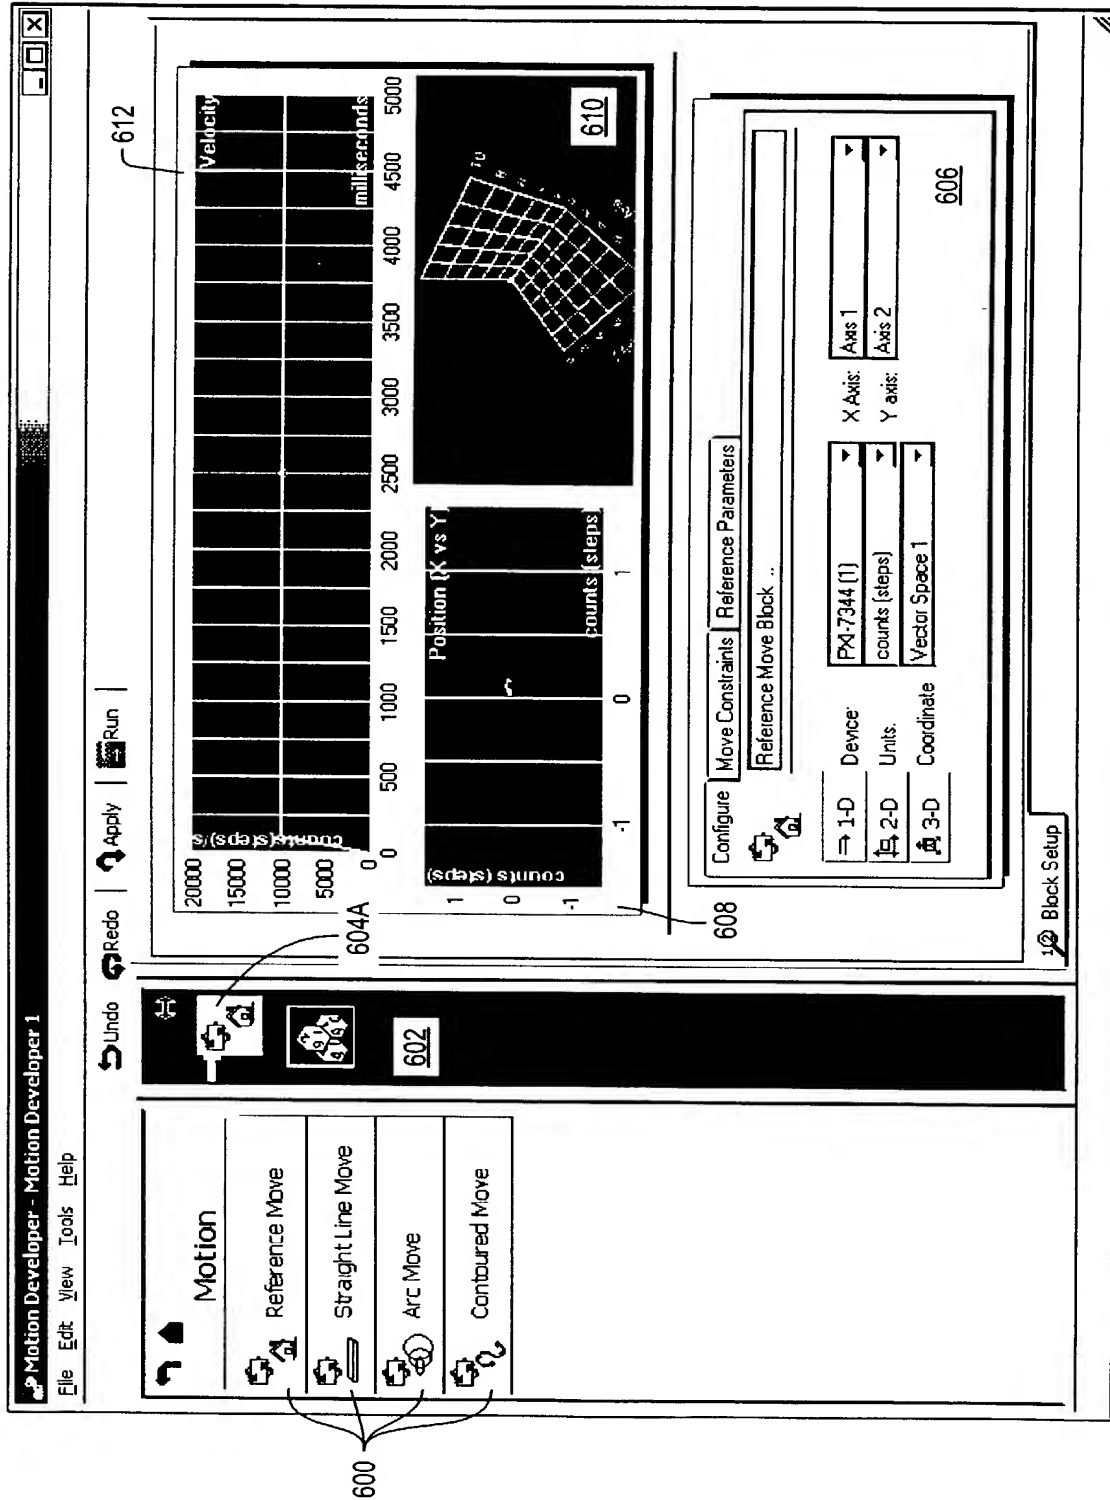 Motion Developer - Motion Developer 1
File Edit View Tools Help
Undo Redo Apply Run
Motion
Reference Move
Straight Line Move
Arc Move
Contoured Move
600
602
604A
612
Velocity
counts(steps)/s
20000
15000
10000
5000
0
milliseconds
0 500 1000 1500 2000 2500 3000 3500 4000 4500 5000
Position (X vs Y)
counts (steps)
1
0
-1
counts (steps)
-1 0 1
608
610
Configure Move Constraints Reference Parameters
Reference Move Block ..
1-D Device: PXI-7344 (1) X Axis: Axis 1
2-D Units. counts (steps) Y axis: Axis 2
3-D Coordinate Vector Space 1
606
Block Setup